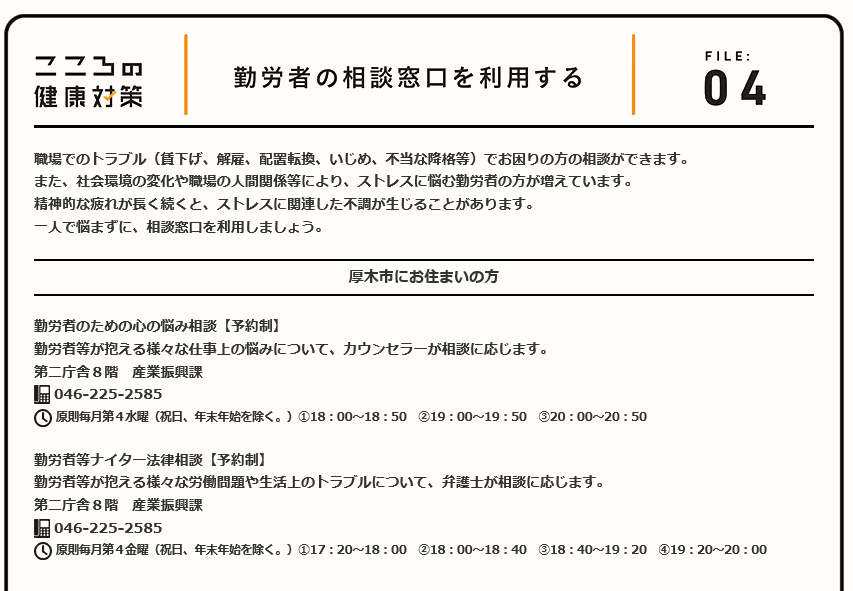 こころの
健康対策
勤労者の相談窓口を利用する
FILE:
04
職場でのトラブル（賃下げ、解雇、配置転換、いじめ、不当な降格等）でお困りの方の相談ができます。
また、社会環境の変化や職場の人間関係等により、ストレスに悩む勤労者の方が増えています。
精神的な疲れが長く続くと、ストレスに関連した不調が生じることがあります。
一人で悩まずに、相談窓口を利用しましょう。
厚木市にお住まいの方
勤労者のための心の悩み相談【予約制】
勤労者等が抱える様々な仕事上の悩みについて、カウンセラーが相談に応じます。
第二庁舎８階　産業振興課
046-225-2585
原則毎月第４水曜（祝日、年末年始を除く。）①18：00～18：50　②19：00～19：50　③20：00～20：50
勤労者等ナイター法律相談【予約制】
勤労者等が抱える様々な労働問題や生活上のトラブルについて、弁護士が相談に応じます。
第二庁舎８階　産業振興課
046-225-2585
原則毎月第４金曜（祝日、年末年始を除く。）①17：20～18：00　②18：00～18：40　③18：40～19：20　④19：20～20：00